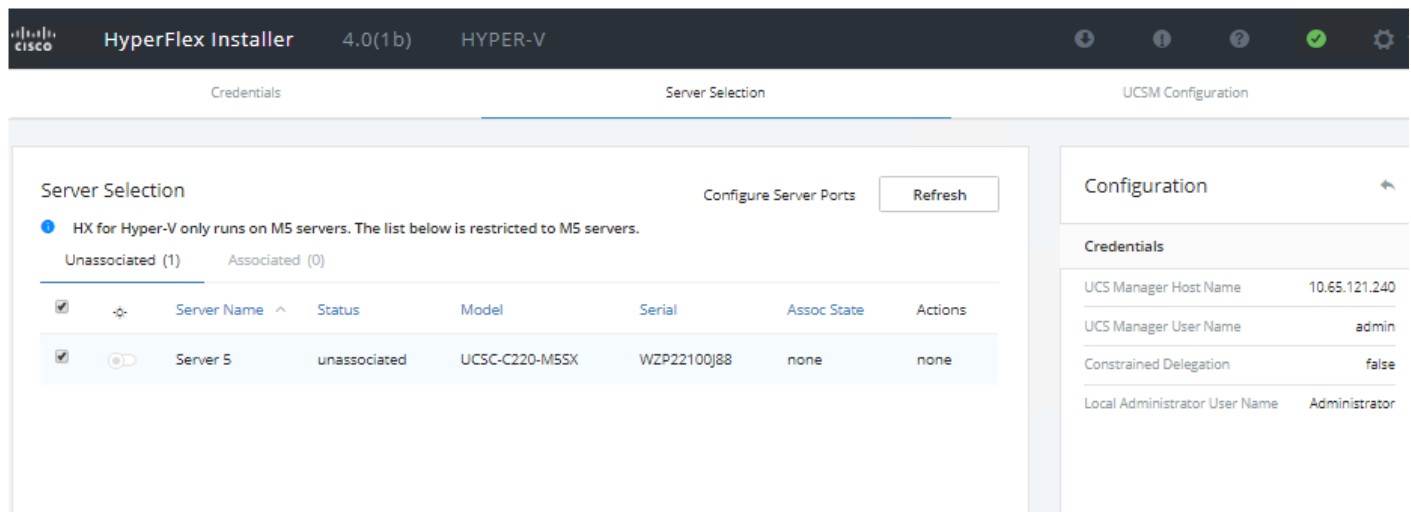 CISCO HyperFlex Installer 4.0(1b) HYPER-V
Credentials Server Selection UCSM Configuration
Server Selection
Configure Server Ports Refresh
HX for Hyper-V only runs on M5 servers. The list below is restricted to M5 servers.
Unassociated (1) Associated (0)
Server Name Status Model Serial Assoc State Actions
Server 5 unassociated UCSC-C220-M5SX WZP22100J88 none none
Configuration
Credentials
UCS Manager Host Name 10.65.121.240
UCS Manager User Name admin
Constrained Delegation false
Local Administrator User Name Administrator